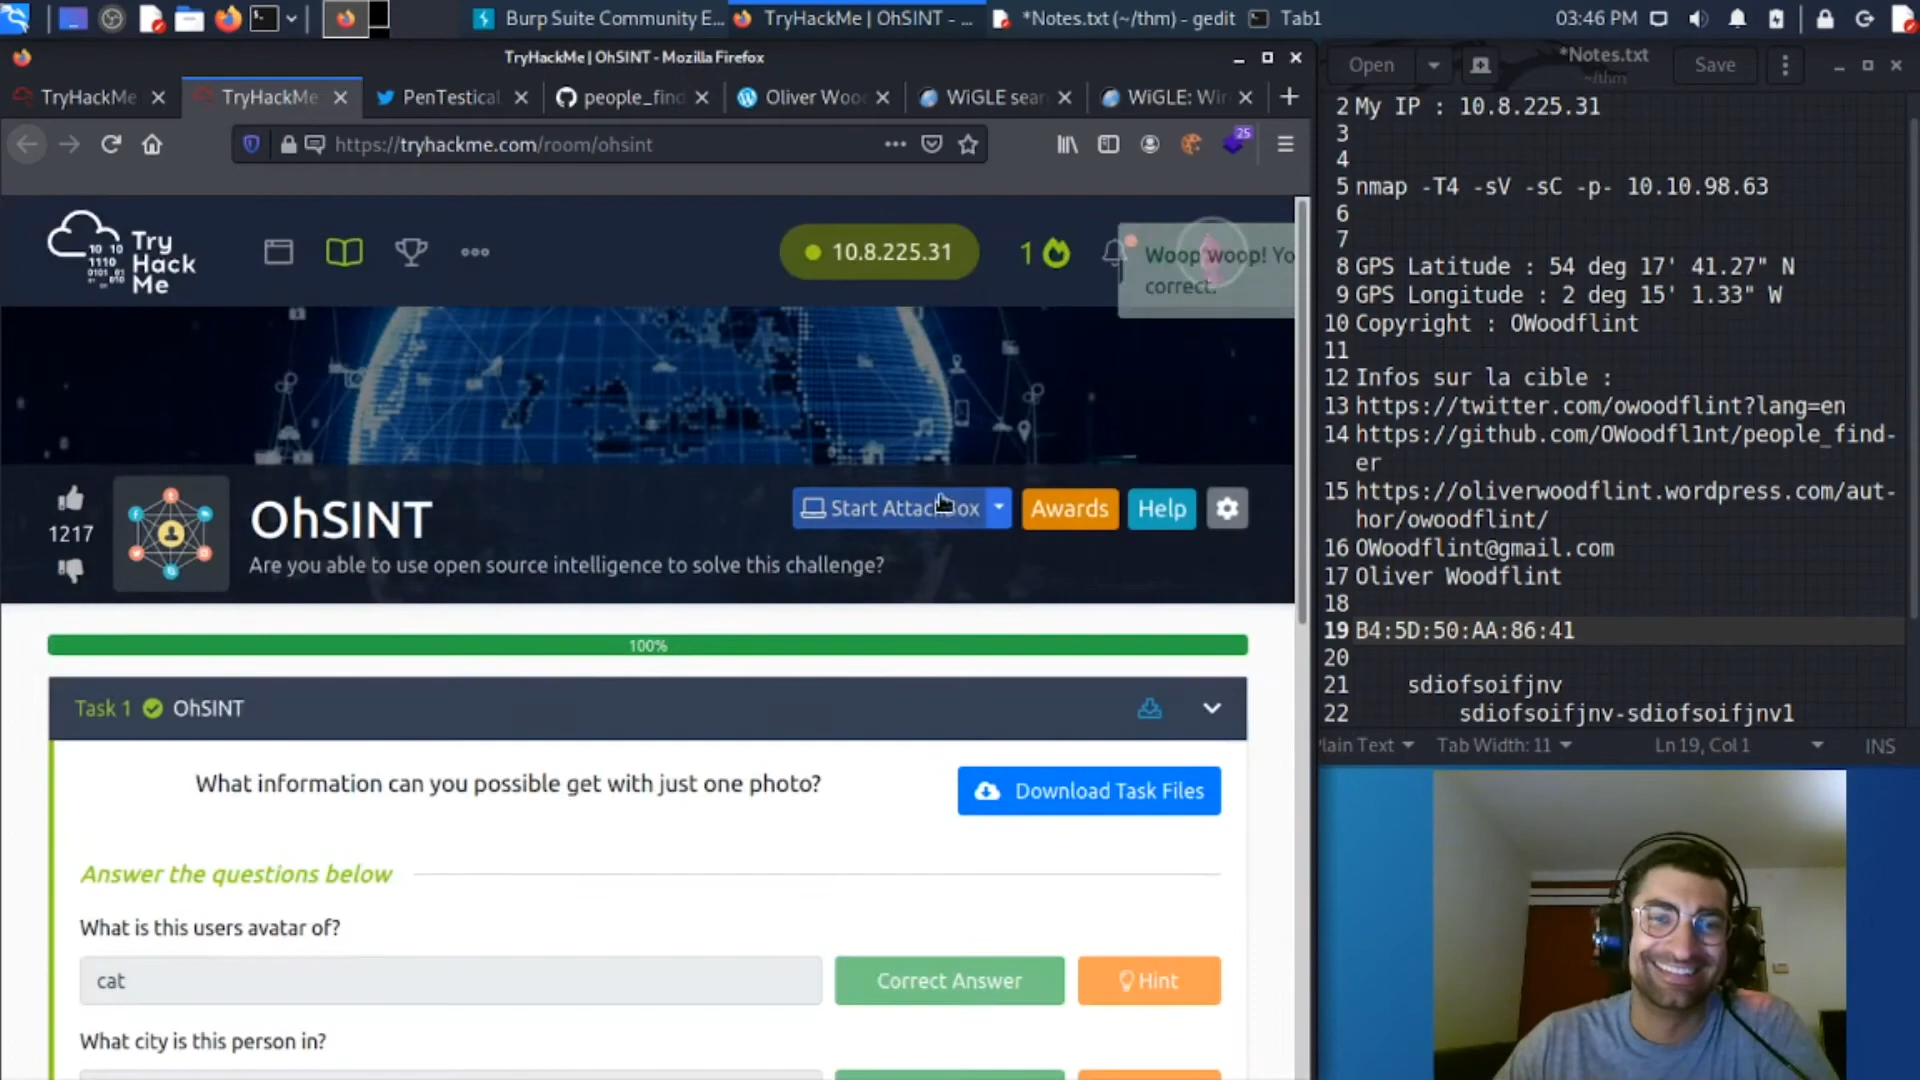 Burp Suite Community E...
TryHackMe | OhSINT - ...
*Notes.txt (~/thm) - gedit
Tab1
03:46 PM
TryHackMe | OhSINT - Mozilla Firefox
TryHackMe
TryHackMe
PenTestical
people_find
Oliver Woo
WiGLE sear
WiGLE: Wir
https://tryhackme.com/room/ohsint
25
Try
Hack
Me
10.8.225.31
1
Woop woop! Yo
correct.
1217
OhSINT
Are you able to use open source intelligence to solve this challenge?
Start AttackBox
Awards
Help
100%
Task 1
OhSINT
What information can you possible get with just one photo?
Download Task Files
Answer the questions below
What is this users avatar of?
cat
Correct Answer
Hint
What city is this person in?
Open
*Notes.txt
~/thm
Save
2 My IP : 10.8.225.31
3
4
5 nmap -T4 -sV -sC -p- 10.10.98.63
6
7
8 GPS Latitude : 54 deg 17' 41.27" N
9 GPS Longitude : 2 deg 15' 1.33" W
10 Copyright : OWoodflint
11
12 Infos sur la cible :
13 https://twitter.com/owoodflint?lang=en
14 https://github.com/OWoodfl1nt/people_find-
er
15 https://oliverwoodflint.wordpress.com/aut-
hor/owoodflint/
16 OWoodflint@gmail.com
17 Oliver Woodflint
18
19 B4:5D:50:AA:86:41
20
21 sdiofsoifjnv
22 sdiofsoifjnv-sdiofsoifjnv1
Plain Text
Tab Width: 11
Ln 19, Col 1
INS